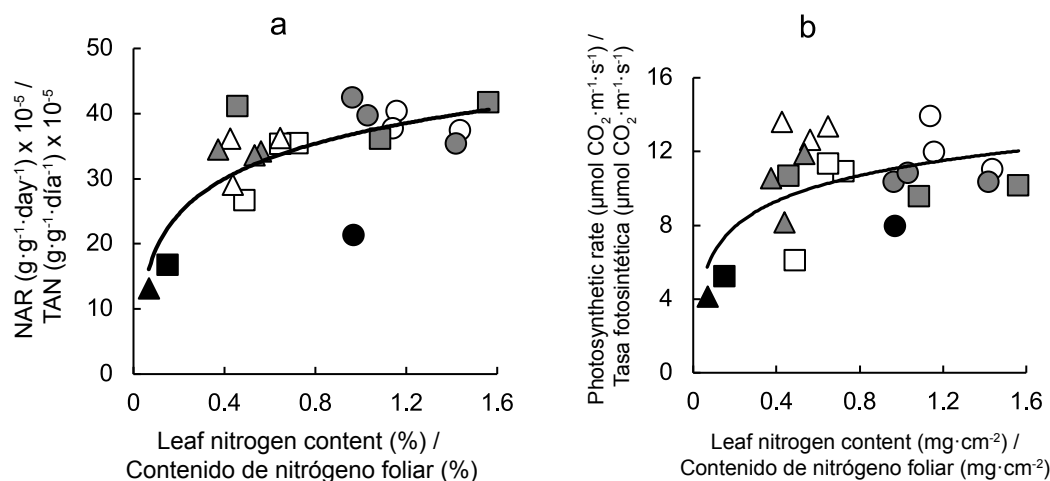 a
50
40
30
20
10
0
NAR (g·g⁻¹·day⁻¹) x 10⁻⁵ /
TAN (g·g⁻¹·día⁻¹) x 10⁻⁵
0 0.4 0.8 1.2 1.6
Leaf nitrogen content (%) /
Contenido de nitrógeno foliar (%)
b
16
12
8
4
0
Photosynthetic rate (µmol CO₂·m⁻¹·s⁻¹) /
Tasa fotosintética (µmol CO₂·m⁻¹·s⁻¹)
0 0.4 0.8 1.2 1.6
Leaf nitrogen content (mg·cm⁻²) /
Contenido de nitrógeno foliar (mg·cm⁻²)